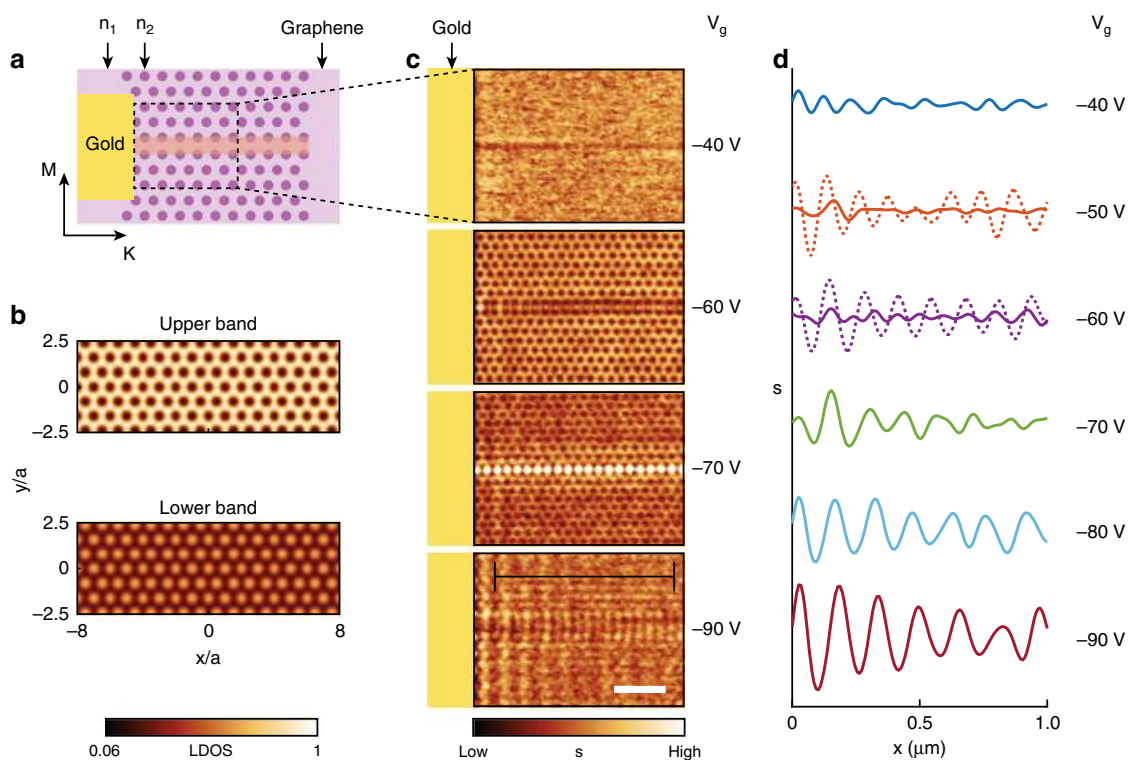 n1 n2 Graphene
a
Gold
M
K
b
Upper band
2.5
0
−2.5
y/a
Lower band
2.5
0
−2.5
−8 0 8
x/a
0.06 LDOS 1
c
Gold
Vg
−40 V
−60 V
−70 V
−90 V
Low s High
d
Vg
−40 V
−50 V
−60 V
s
−70 V
−80 V
−90 V
0 0.5 1.0
x (μm)